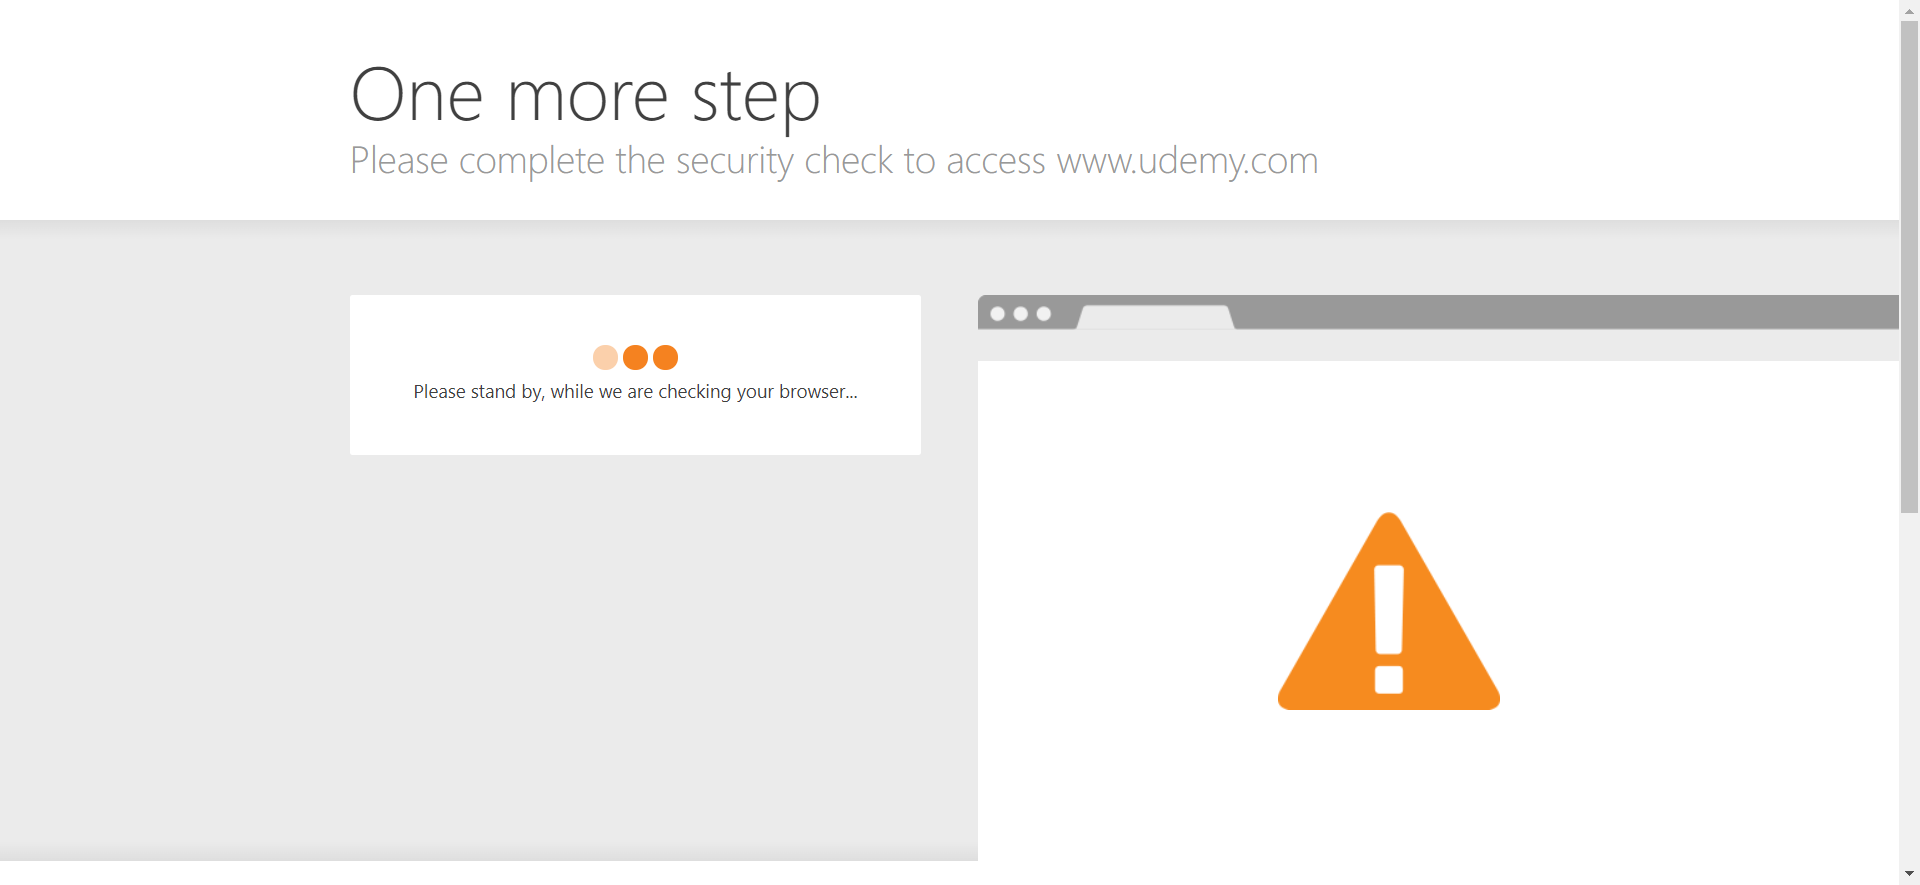 One more step
Please complete the security check to access www.udemy.com
Please stand by, while we are checking your browser...